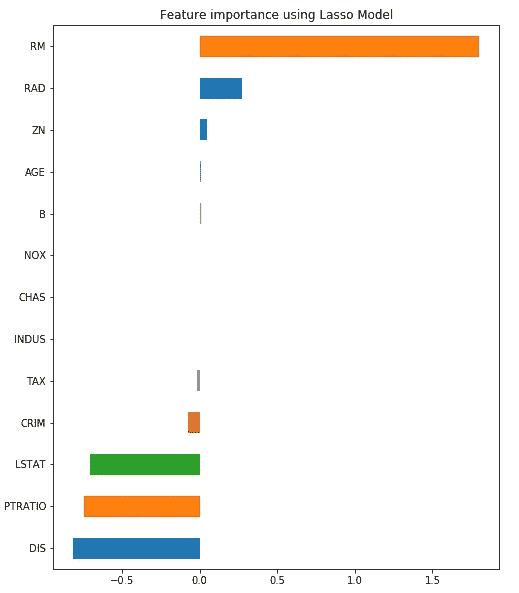 Feature importance using Lasso Model
RM
RAD
ZN
AGE
B
NOX
CHAS
INDUS
TAX
CRIM
LSTAT
PTRATIO
DIS
−0.5 0.0 0.5 1.0 1.5